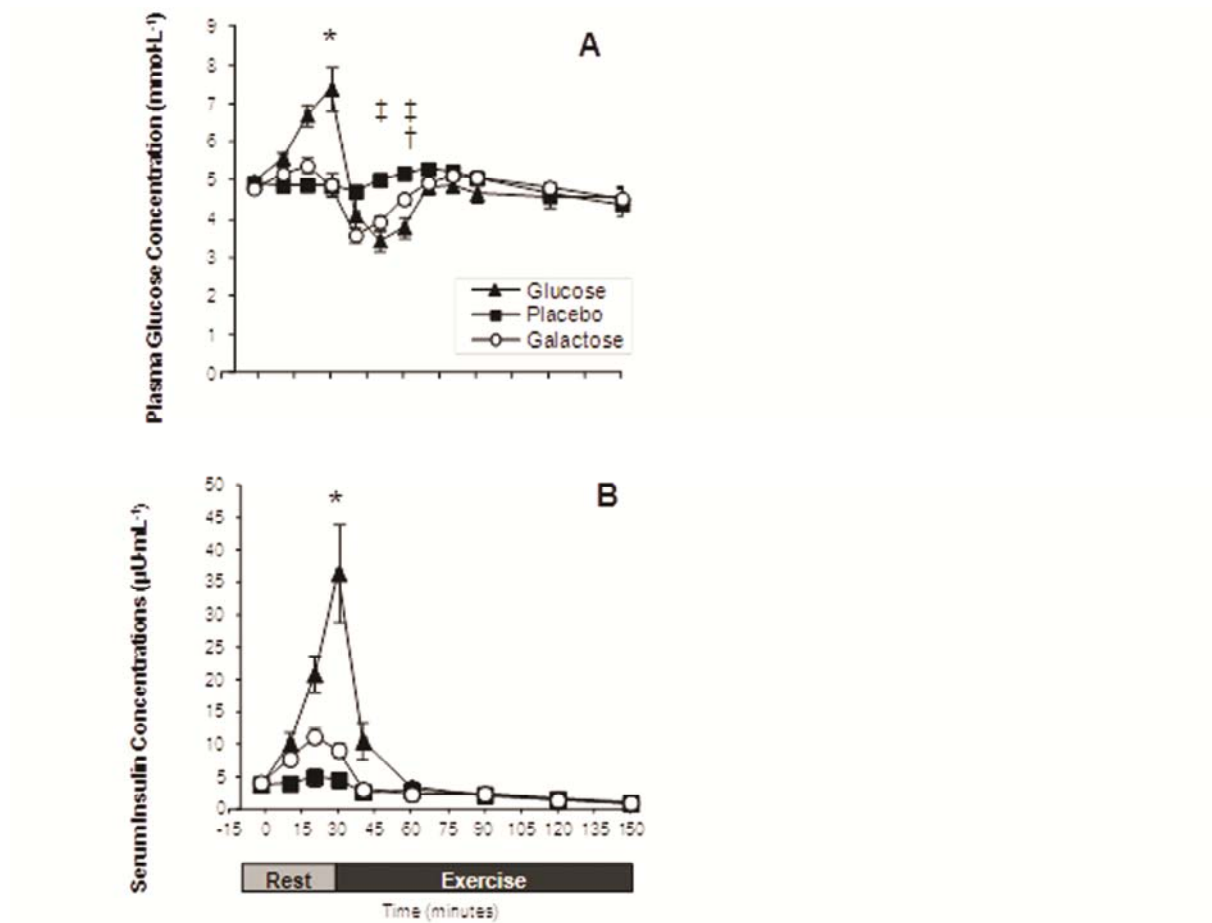 Plasma Glucose Concentration (mmol·L⁻¹)
9
8
7
6
5
4
3
2
1
0
*
‡
‡
†
A
Glucose
Placebo
Galactose
Serum Insulin Concentrations (µU·mL⁻¹)
50
45
40
35
30
25
20
15
10
5
0
*
B
-15 0 15 30 45 60 75 90 105 120 135 150
Rest Exercise
Time (minutes)